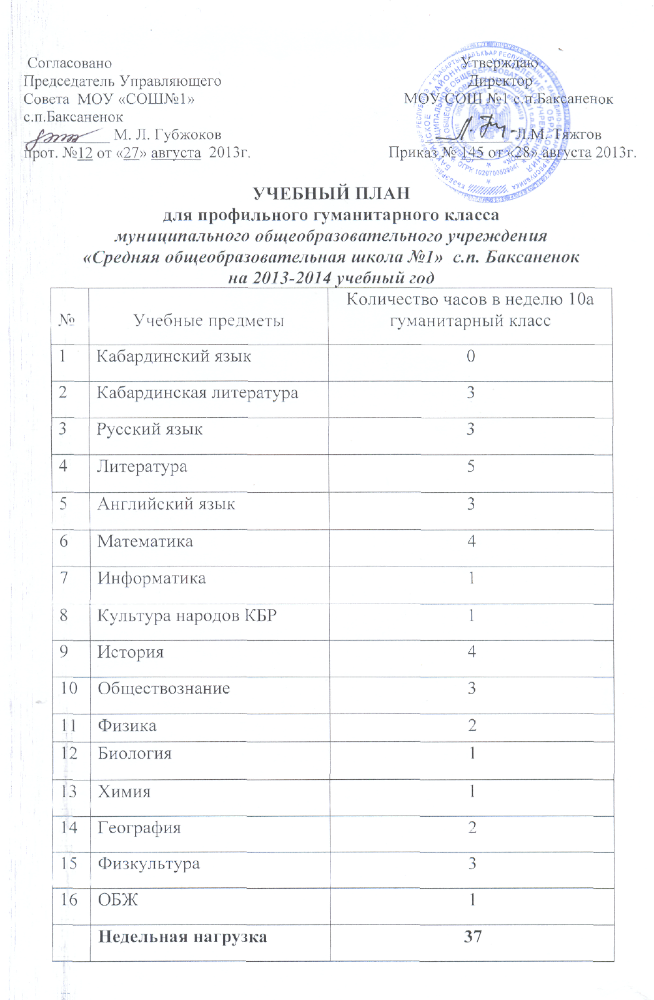 Согласовано
Председатель Управляющего
Совета МОУ «СОШ№1»
с.п.Баксаненок
М. Л. Губжоков
прот. №12 от «27» августа 2013г.
Утверждаю
Директор
МОУ СОШ №1 с.п.Баксаненок
Л.М. Тяжгов
Приказ № 145 от «28» августа 2013г.
ОГРН 1020700509041
УЧЕБНЫЙ ПЛАН
для профильного гуманитарного класса
муниципального общеобразовательного учреждения
«Средняя общеобразовательная школа №1» с.п. Баксаненок
на 2013-2014 учебный год
№ Учебные предметы Количество часов в неделю 10а
гуманитарный класс
1 Кабардинский язык 0
2 Кабардинская литература 3
3 Русский язык 3
4 Литература 5
5 Английский язык 3
6 Математика 4
7 Информатика 1
8 Культура народов КБР 1
9 История 4
10 Обществознание 3
11 Физика 2
12 Биология 1
13 Химия 1
14 География 2
15 Физкультура 3
16 ОБЖ 1
Недельная нагрузка 37